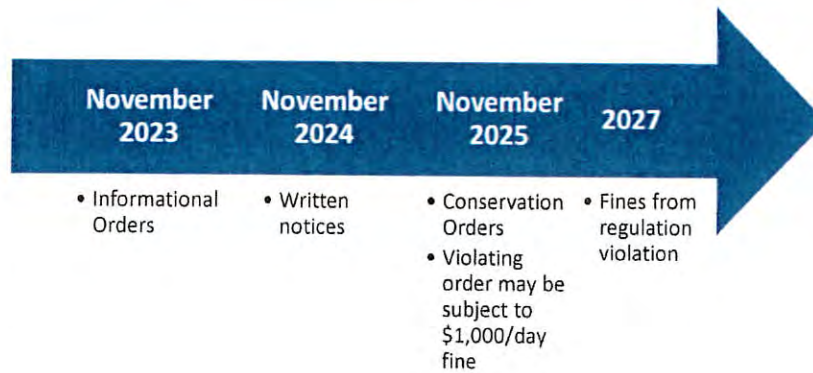 November
2023
• Informational
Orders
November
2024
• Written
notices
November
2025
• Conservation
Orders
• Violating
order may be
subject to
$1,000/day
fine
2027
• Fines from
regulation
violation